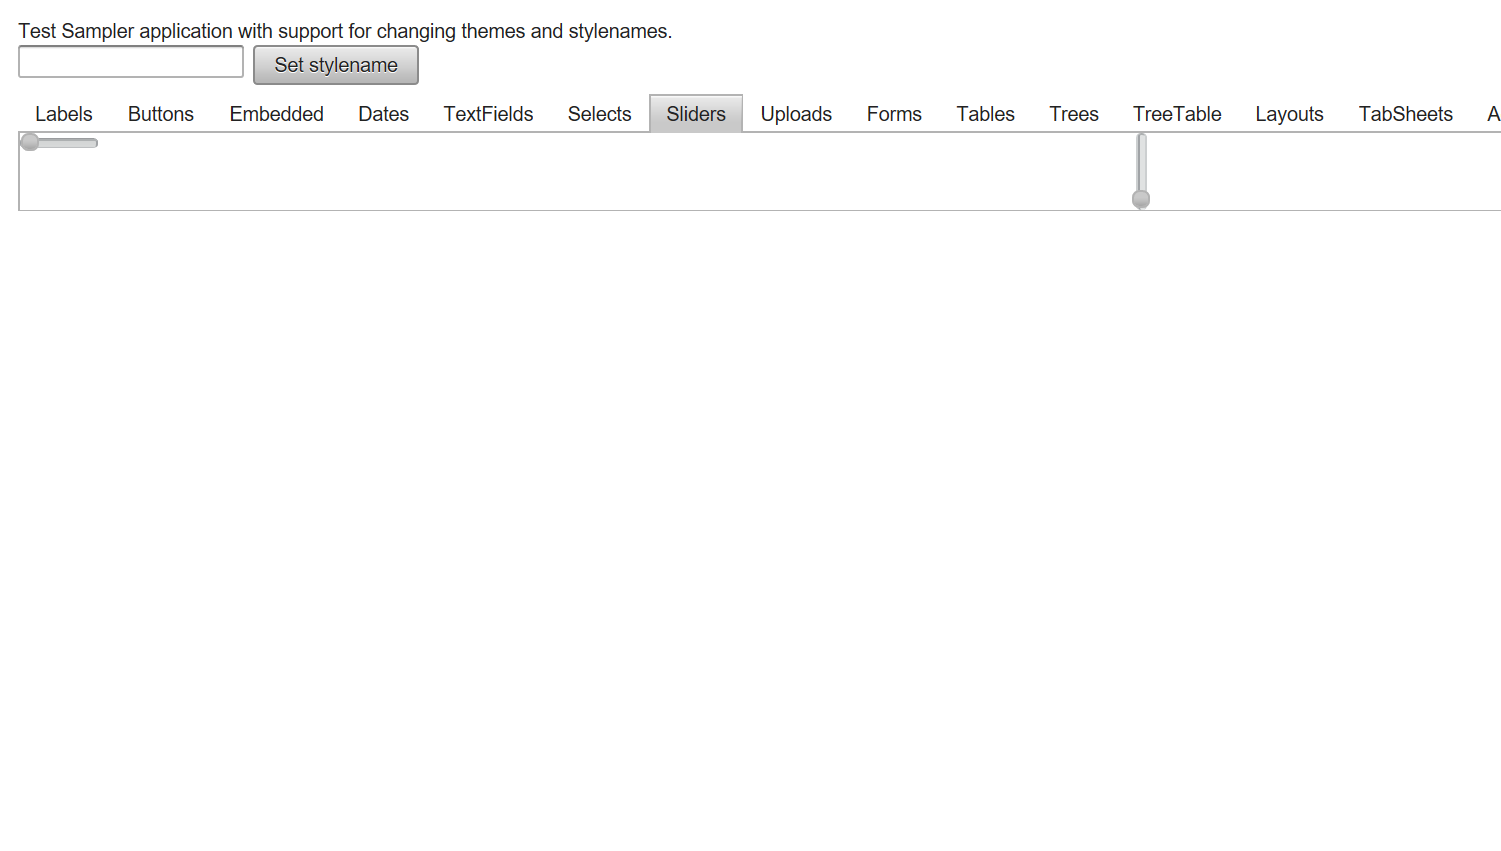 Test Sampler application with support for changing themes and stylenames.
Set stylename
Labels Buttons Embedded Dates TextFields Selects Sliders Uploads Forms Tables Trees TreeTable Layouts TabSheets A